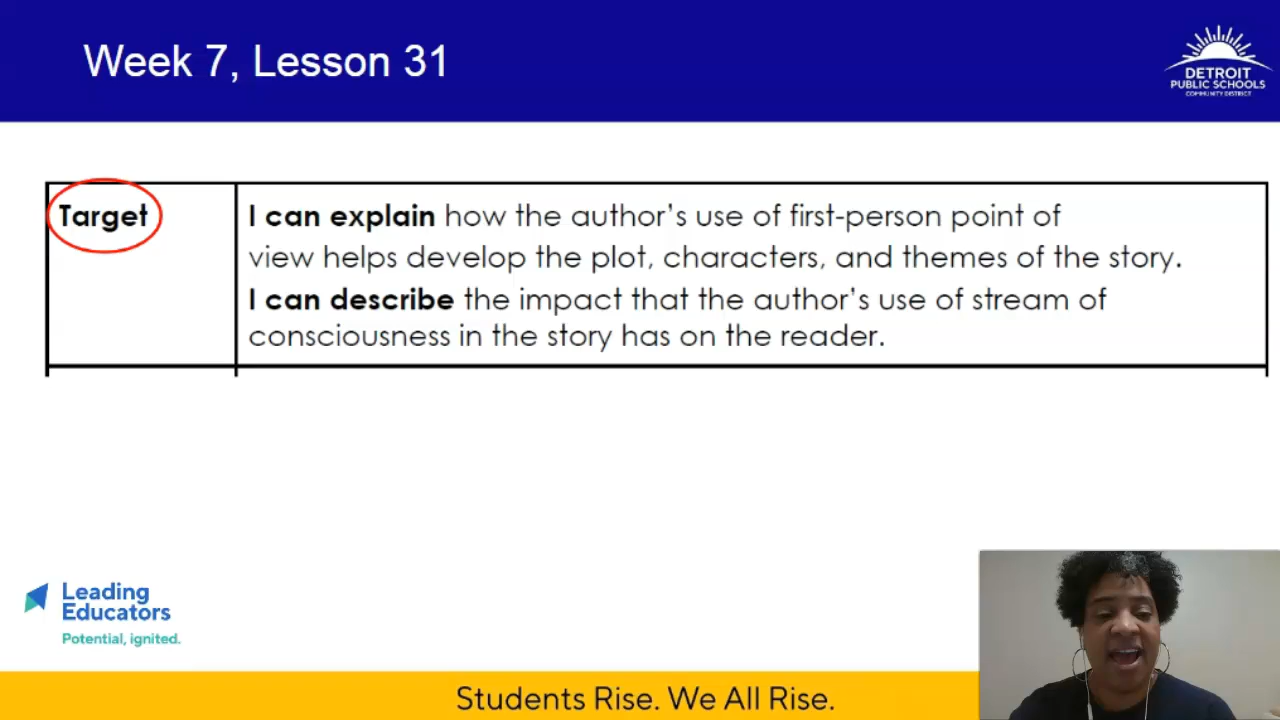 Week 7, Lesson 31
DETROIT
PUBLIC SCHOOLS
COMMUNITY DISTRICT
Target
I can explain how the author's use of first-person point of
view helps develop the plot, characters, and themes of the story.
I can describe the impact that the author's use of stream of
consciousness in the story has on the reader.
Leading
Educators
Potential, ignited.
Students Rise. We All Rise.